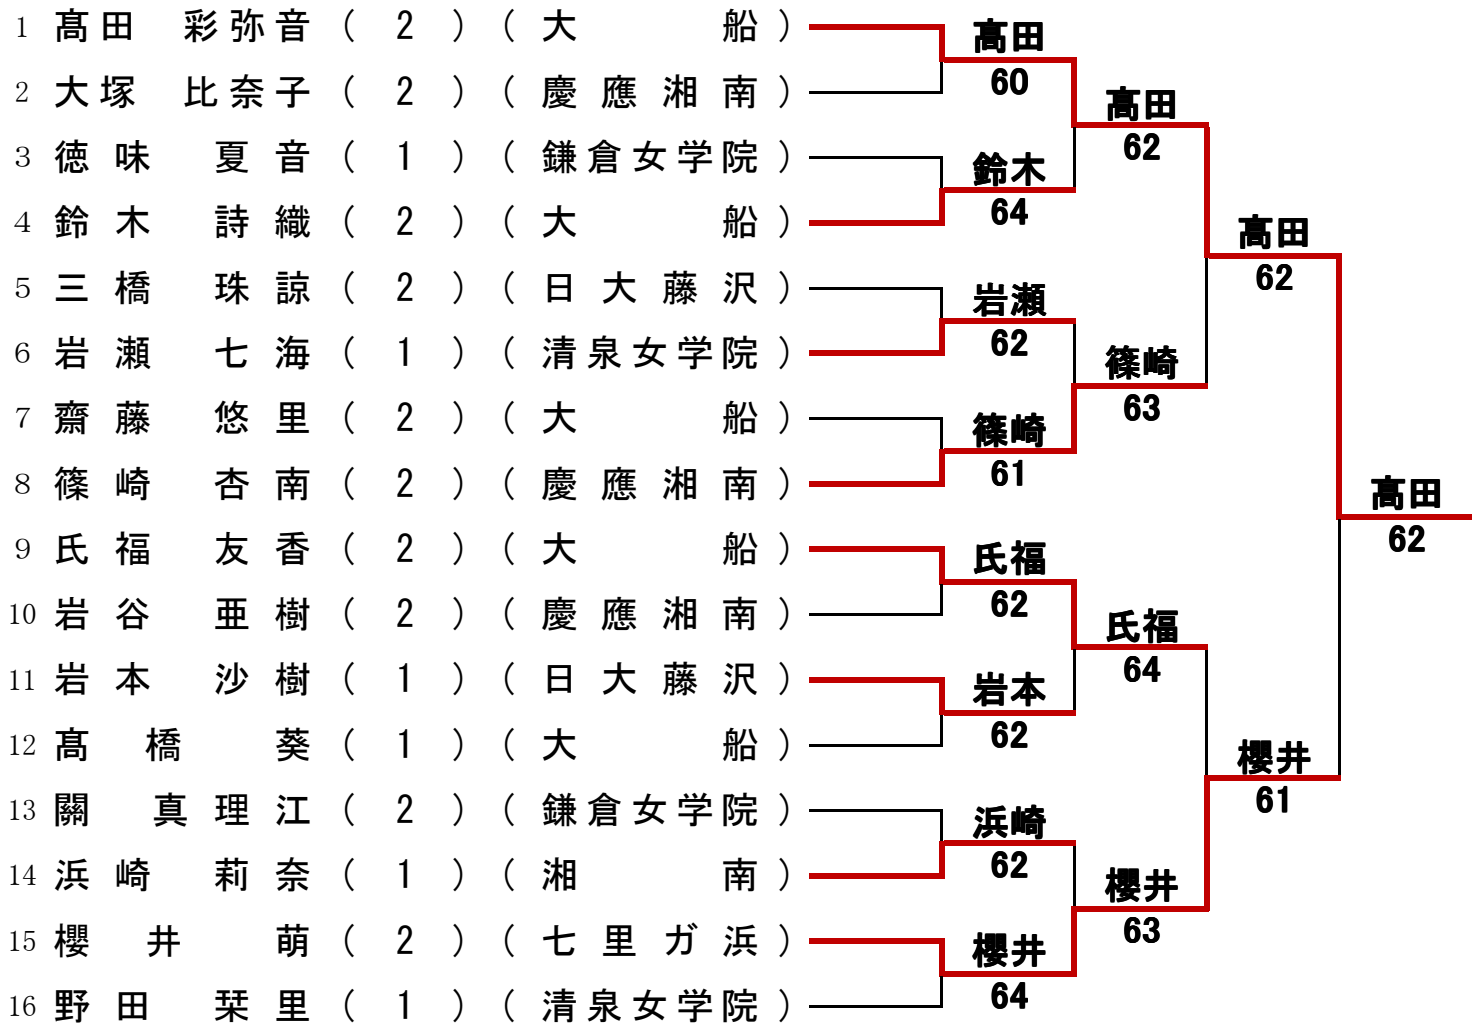 1 髙田 彩弥音 ( 2 ) ( 大船 )
2 大塚 比奈子 ( 2 ) ( 慶應湘南 )
3 徳味 夏音 ( 1 ) ( 鎌倉女学院 )
4 鈴木 詩織 ( 2 ) ( 大船 )
5 三橋 珠諒 ( 2 ) ( 日大藤沢 )
6 岩瀬 七海 ( 1 ) ( 清泉女学院 )
7 齋藤 悠里 ( 2 ) ( 大船 )
8 篠崎 杏南 ( 2 ) ( 慶應湘南 )
9 氏福 友香 ( 2 ) ( 大船 )
10 岩谷 亜樹 ( 2 ) ( 慶應湘南 )
11 岩本 沙樹 ( 1 ) ( 日大藤沢 )
12 髙橋 葵 ( 1 ) ( 大船 )
13 關 真理江 ( 2 ) ( 鎌倉女学院 )
14 浜崎 莉奈 ( 1 ) ( 湘南 )
15 櫻井 萌 ( 2 ) ( 七里ガ浜 )
16 野田 栞里 ( 1 ) ( 清泉女学院 )
髙田
60
鈴木
64
岩瀬
62
篠崎
61
氏福
62
岩本
62
浜崎
62
櫻井
64
髙田
62
篠崎
63
氏福
64
櫻井
63
髙田
62
櫻井
61
髙田
62